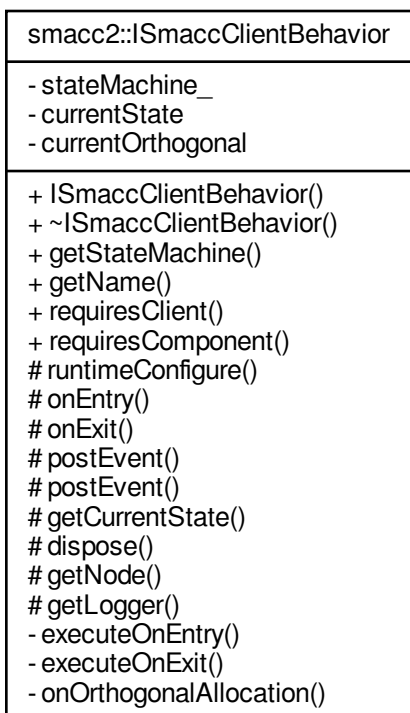 smacc2::ISmaccClientBehavior
- stateMachine_
- currentState
- currentOrthogonal
+ ISmaccClientBehavior()
+ ~ISmaccClientBehavior()
+ getStateMachine()
+ getName()
+ requiresClient()
+ requiresComponent()
# runtimeConfigure()
# onEntry()
# onExit()
# postEvent()
# postEvent()
# getCurrentState()
# dispose()
# getNode()
# getLogger()
- executeOnEntry()
- executeOnExit()
- onOrthogonalAllocation()